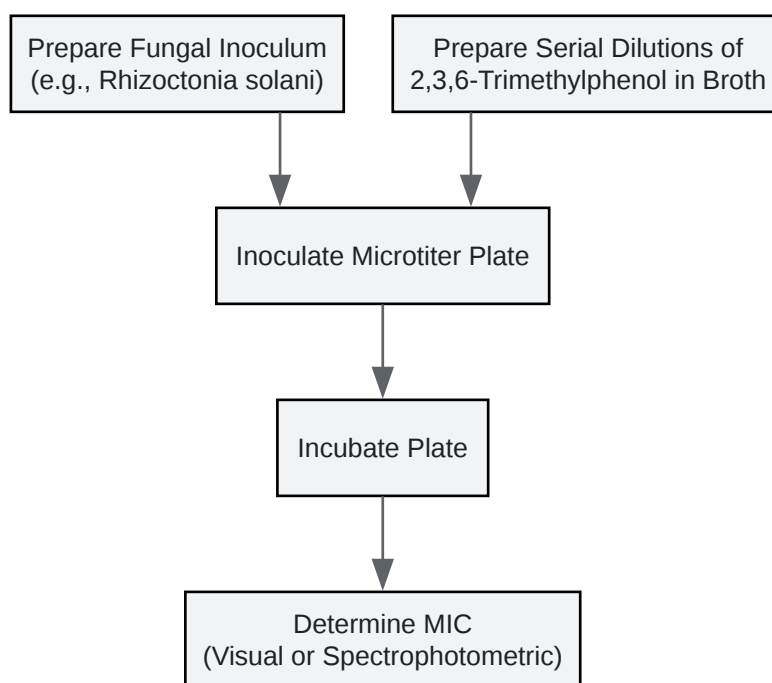 Prepare Fungal Inoculum
(e.g., Rhizoctonia solani)
Prepare Serial Dilutions of
2,3,6-Trimethylphenol in Broth
Inoculate Microtiter Plate
Incubate Plate
Determine MIC
(Visual or Spectrophotometric)